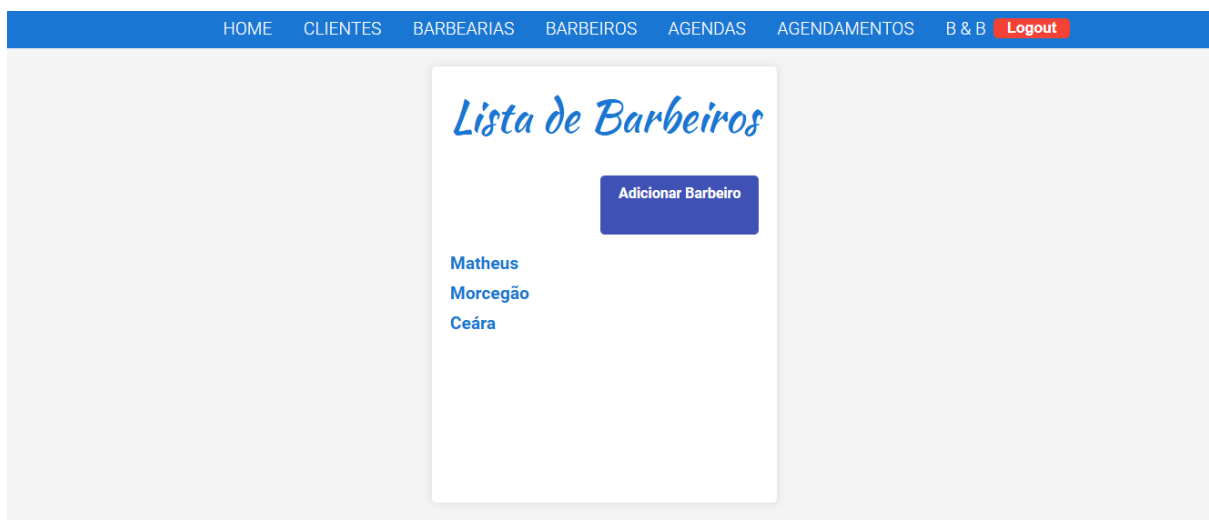 HOME CLIENTES BARBEARIAS BARBEIROS AGENDAS AGENDAMENTOS B & B Logout
Lista de Barbeiros
Adicionar Barbeiro
Matheus
Morcegão
Ceára